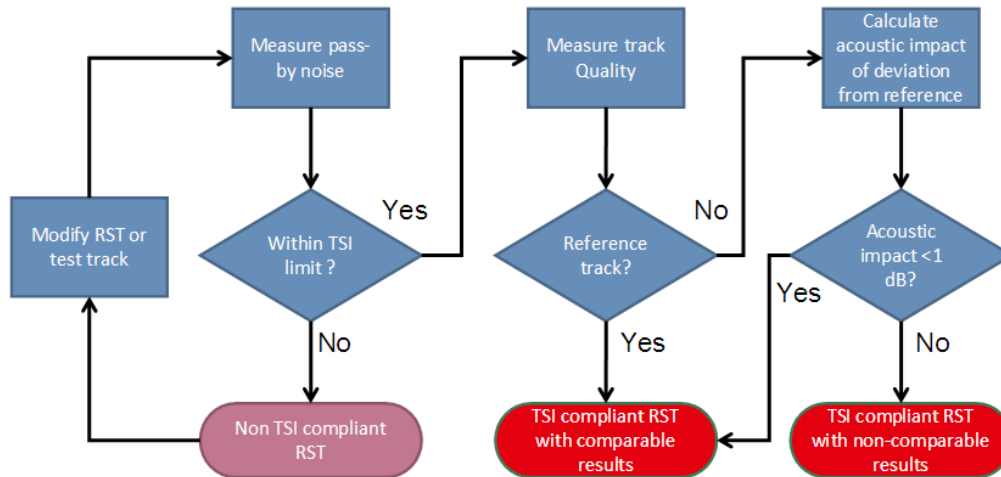 Measure pass-
by noise
Measure track
Quality
Calculate
acoustic impact
of deviation
from reference
Modify RST or
test track
Within TSI
limit ?
Yes
Reference
track?
No
Acoustic
impact <1
dB?
Yes
No
Yes
No
Non TSI compliant
RST
TSI compliant RST
with comparable
results
TSI compliant RST
with non-comparable
results